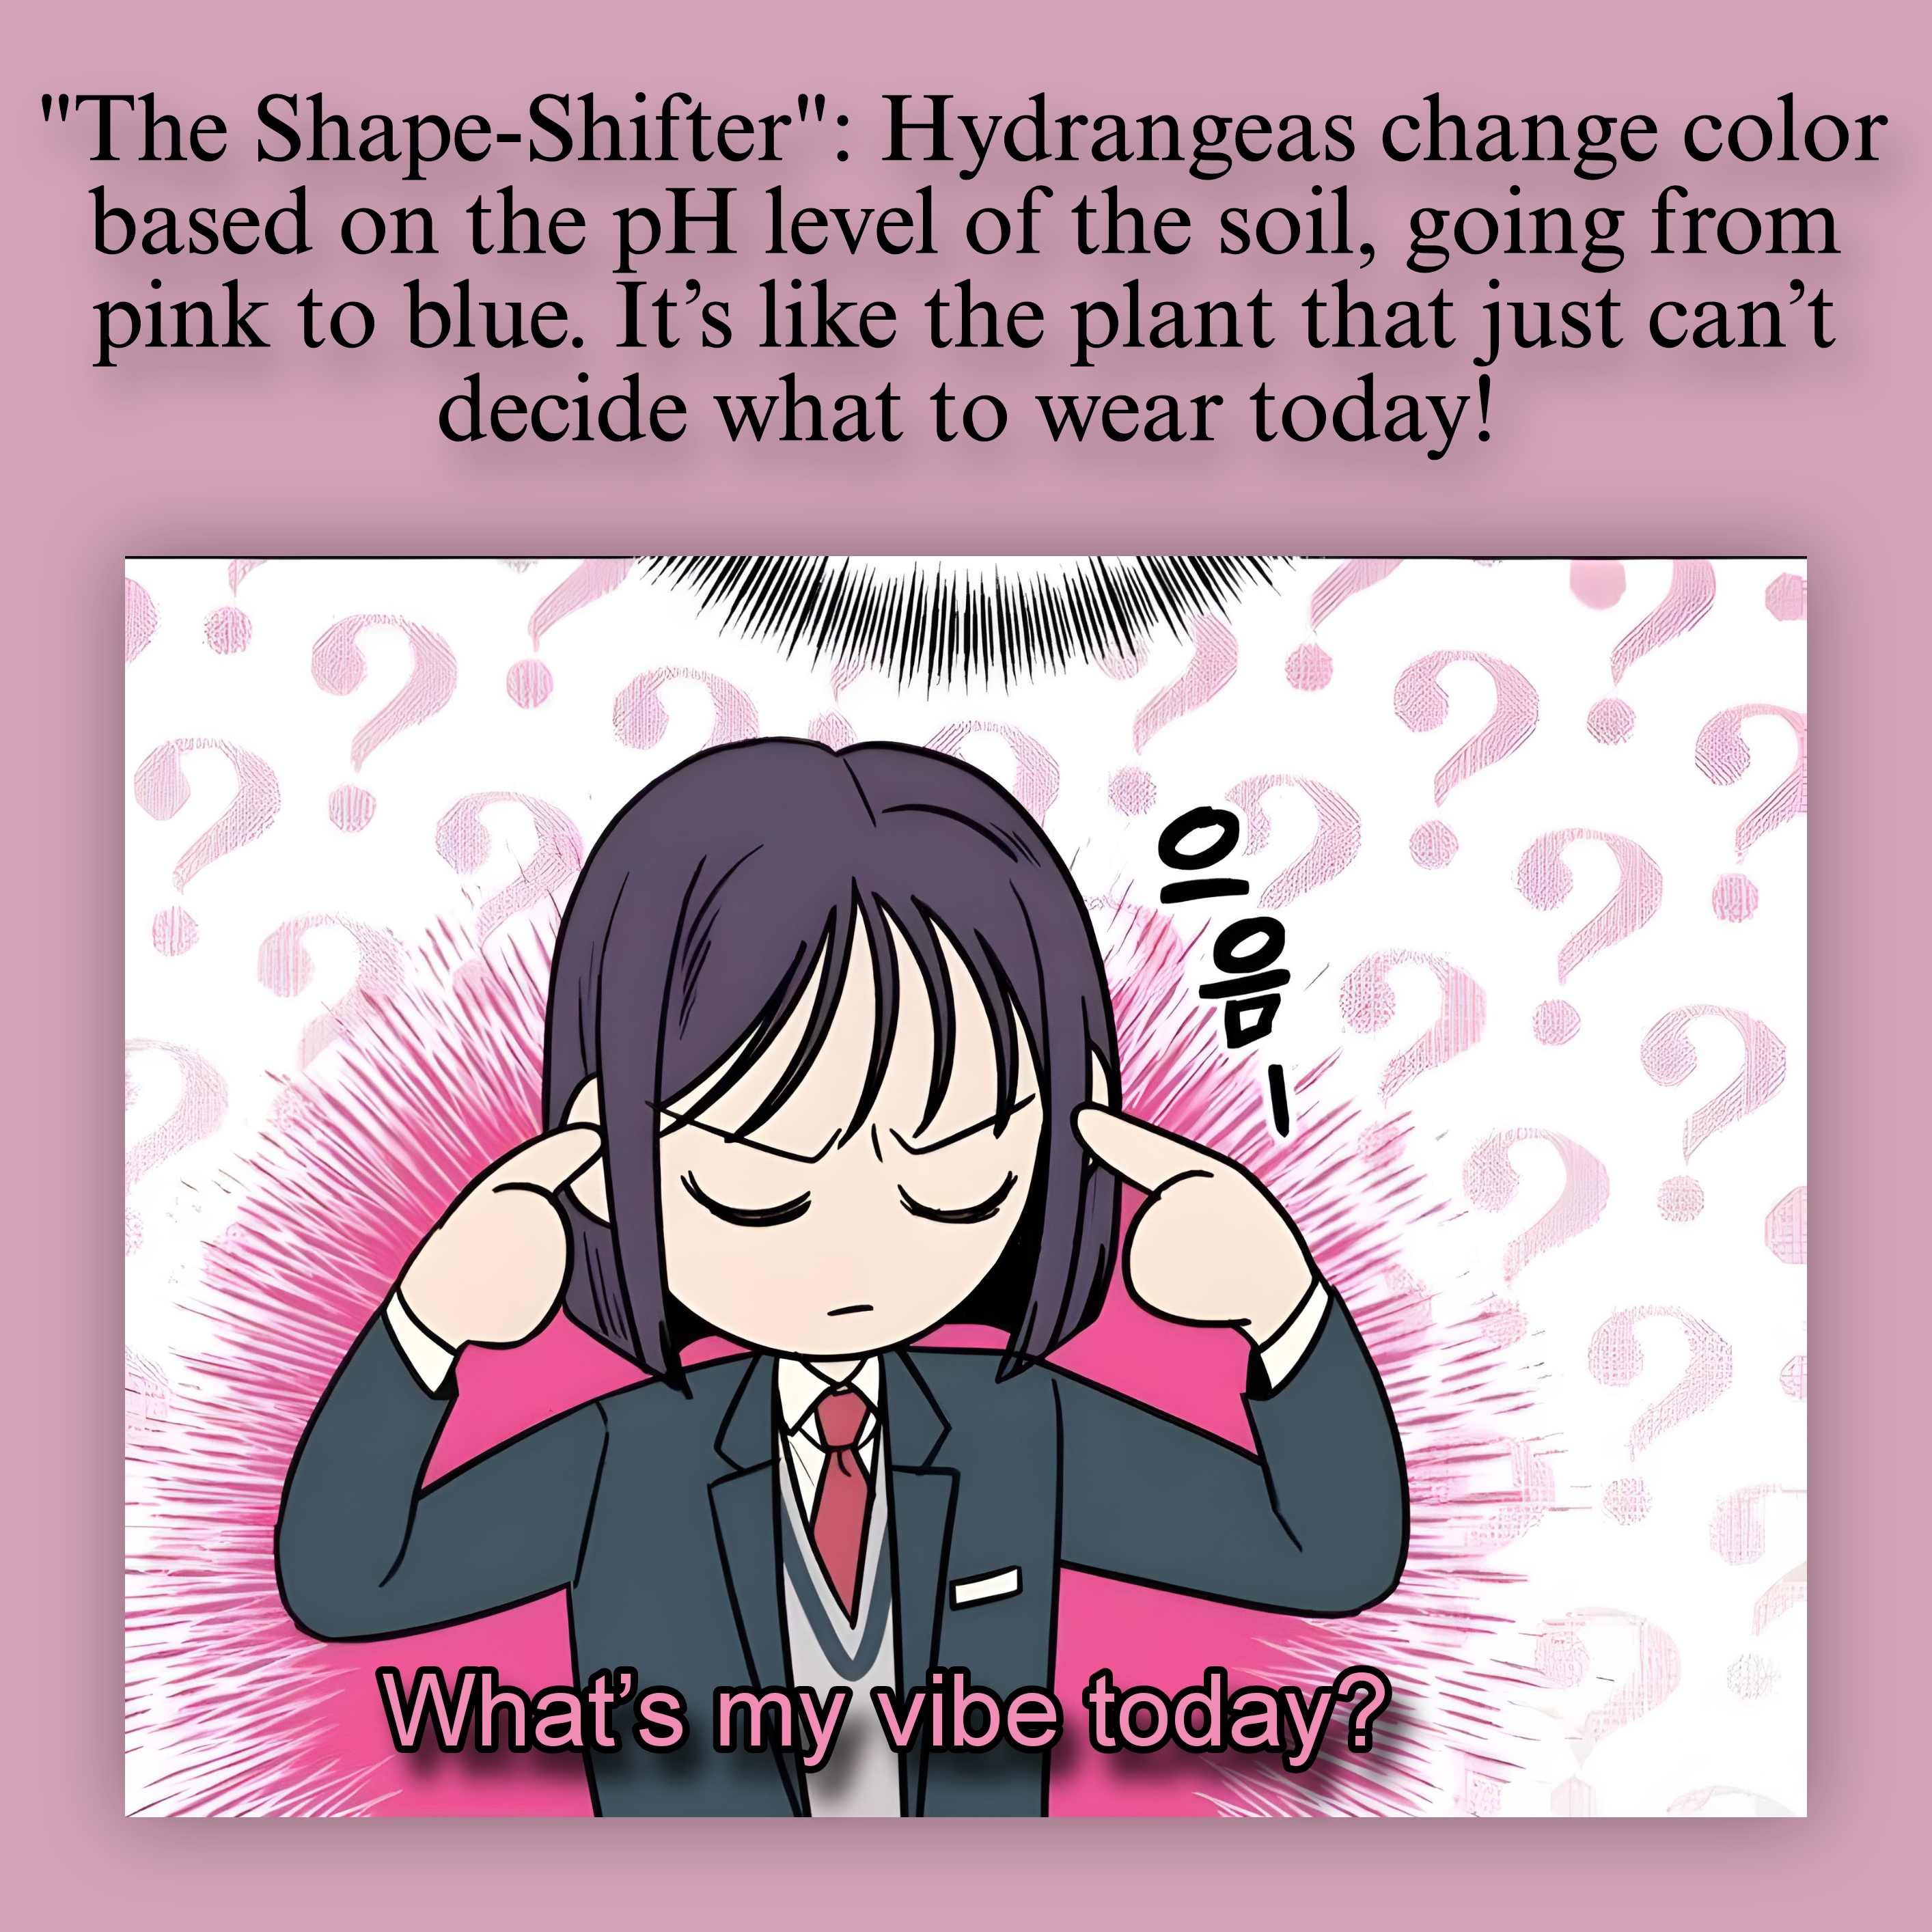 "The Shape-Shifter": Hydrangeas change color
based on the pH level of the soil, going from
pink to blue. It’s like the plant that just can’t
decide what to wear today!
으음-
What’s my vibe today?